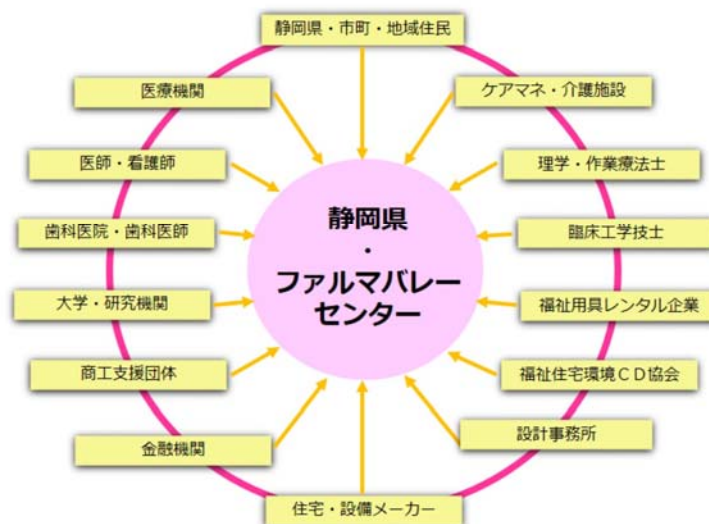 静岡県・市町・地域住民
医療機関
ケアマネ・介護施設
医師・看護師
理学・作業療法士
歯科医院・歯科医師
臨床工学技士
大学・研究機関
福祉用具レンタル企業
商工支援団体
福祉住宅環境ＣＤ協会
金融機関
設計事務所
住宅・設備メーカー
静岡県
・
ファルマバレー
センター